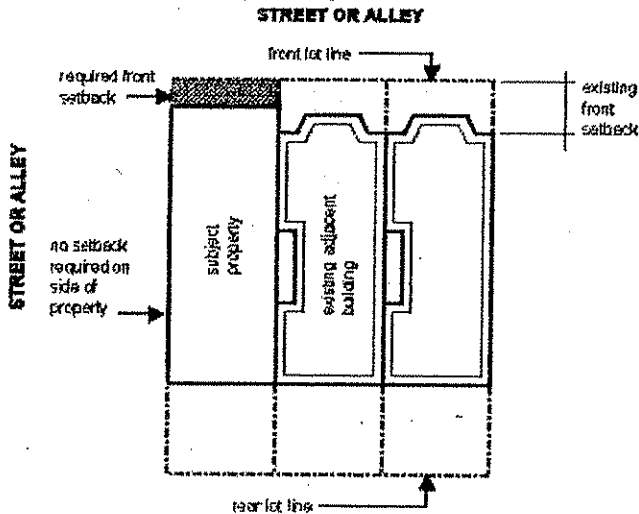 STREET OR ALLEY
front lot line
required front
setback
existing
front
setback
STREET OR ALLEY
no setback
required on
side of
property
subject
property
existing adjacent
building
rear lot line